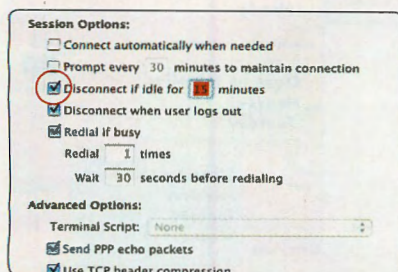 Session Options:
Connect automatically when needed
Prompt every 30 minutes to maintain connection
Disconnect if idle for 15 minutes
Disconnect when user logs out
Redial if busy
Redial 1 times
Wait 30 seconds before redialing
Advanced Options:
Terminal Script: None
Send PPP echo packets
Use TCP header compression